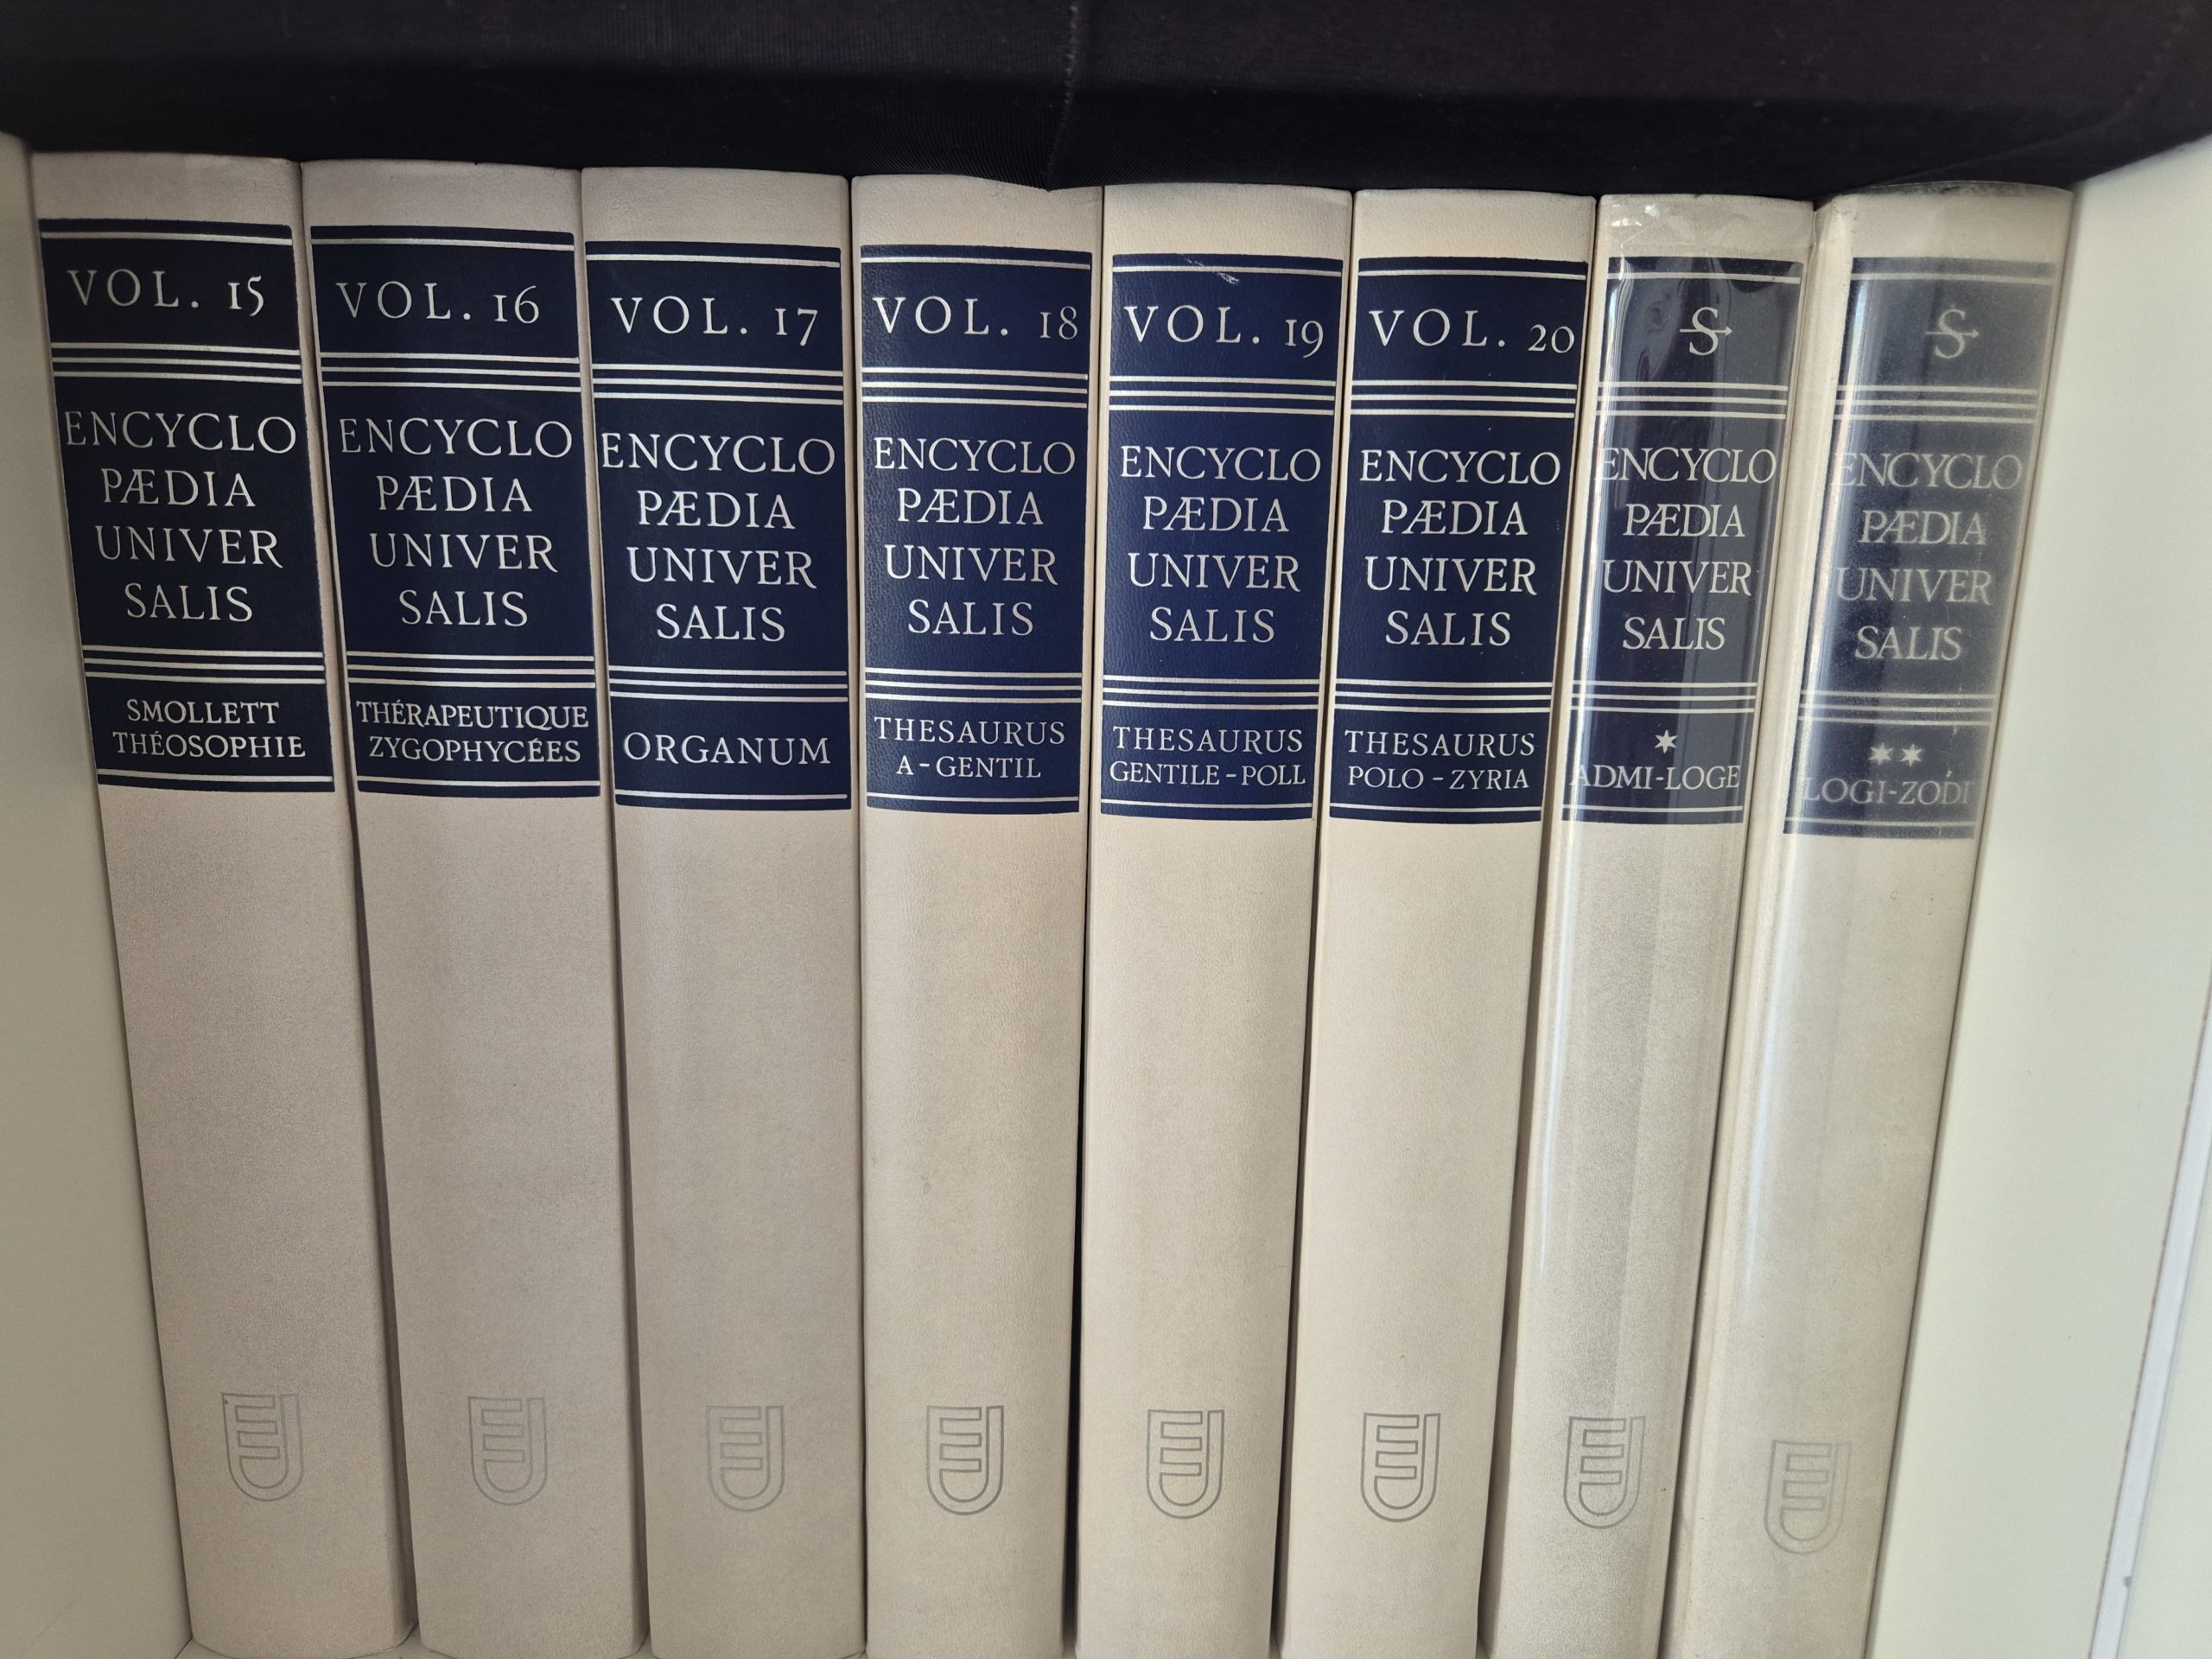 VOL. 15
ENCYCLO
PÆDIA
UNIVER
SALIS
SMOLLETT
THÉOSOPHIE
VOL. 16
ENCYCLO
PÆDIA
UNIVER
SALIS
THÉRAPEUTIQUE
ZYGOPHYCÉES
VOL. 17
ENCYCLO
PÆDIA
UNIVER
SALIS
ORGANUM
VOL. 18
ENCYCLO
PÆDIA
UNIVER
SALIS
THESAURUS
A - GENTIL
VOL. 19
ENCYCLO
PÆDIA
UNIVER
SALIS
THESAURUS
GENTILE - POLL
VOL. 20
ENCYCLO
PÆDIA
UNIVER
SALIS
THESAURUS
POLO - ZYRIA
S
ENCYCLO
PÆDIA
UNIVER
SALIS
★
ADMI-LOGE
S
ENCYCLO
PÆDIA
UNIVER
SALIS
★★
LOGI-ZODI